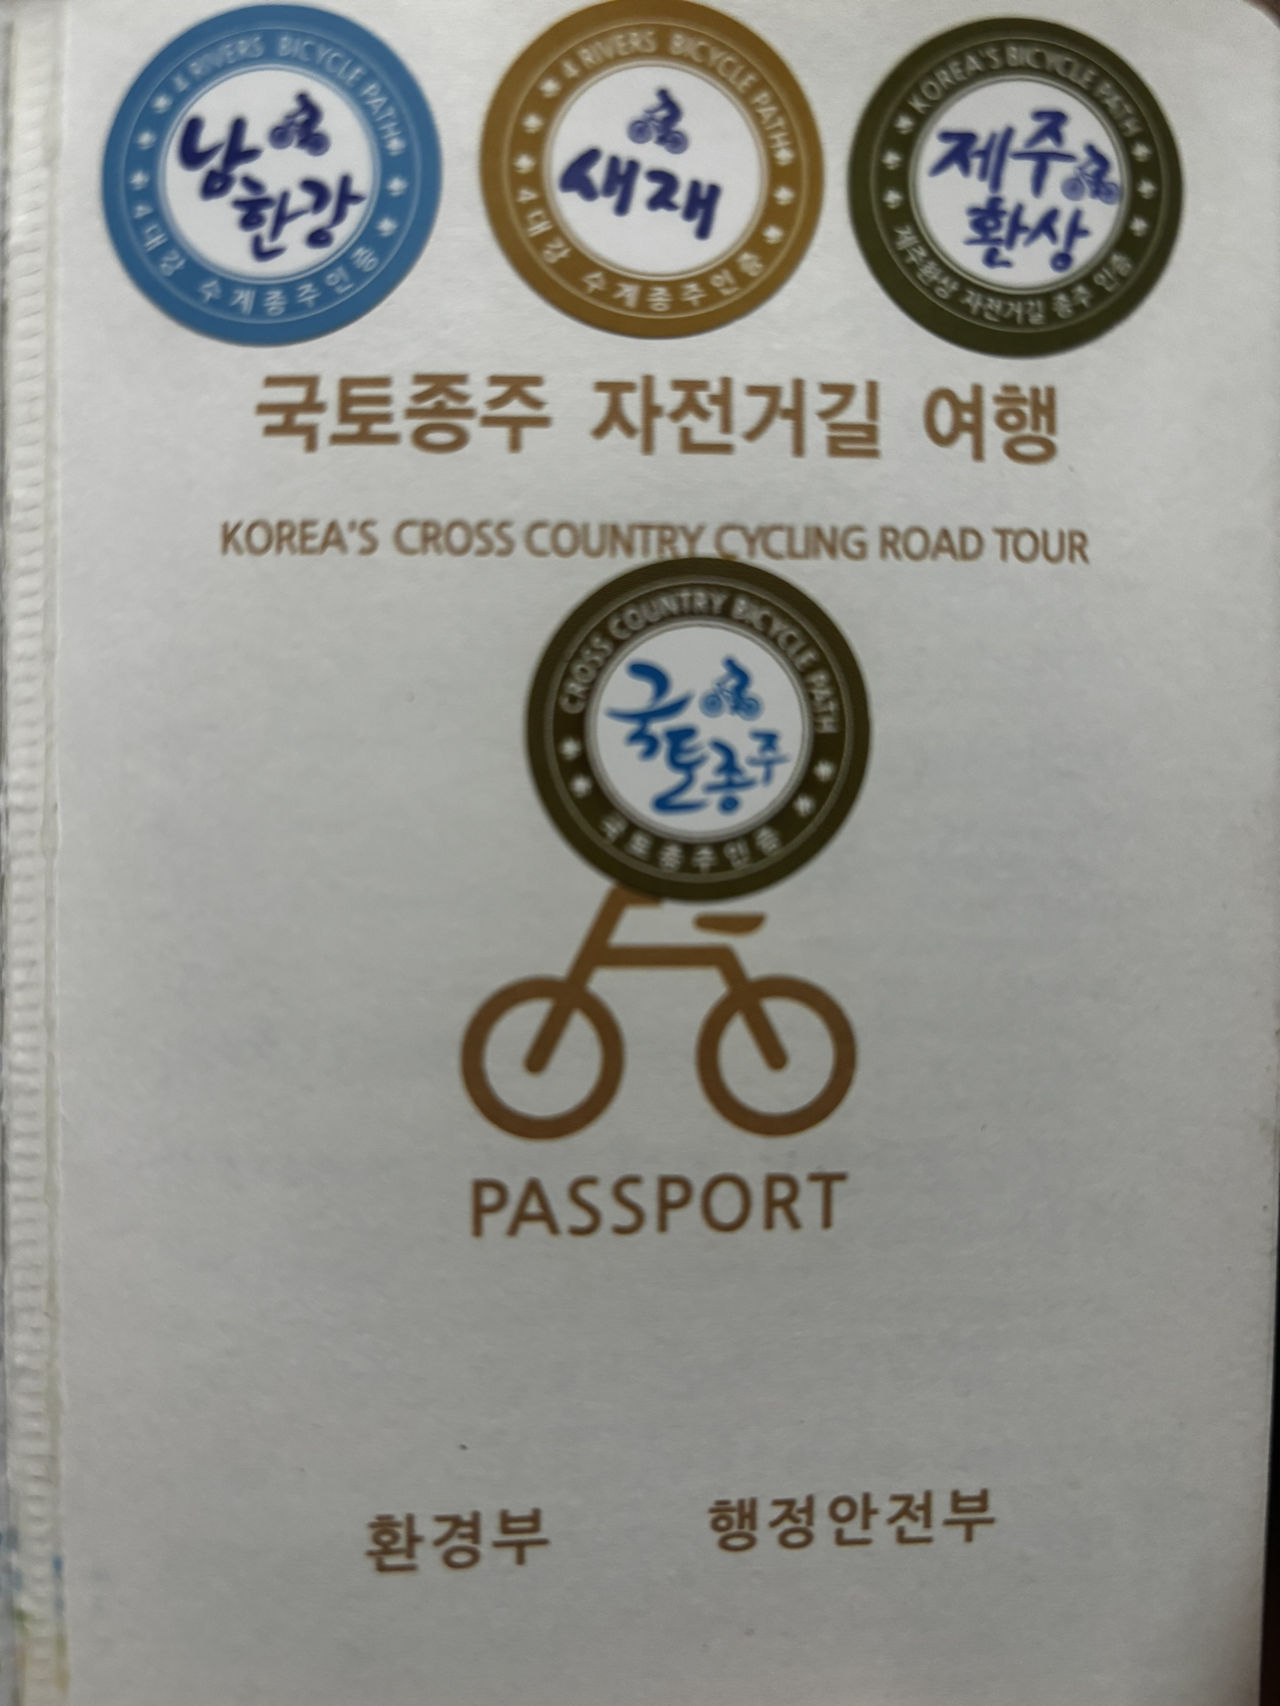 4 RIVERS BICYCLE PATH
남
한강
4대강 수계종주인증
4 RIVERS BICYCLE PATH
새재
4대강 수계종주인증
KOREA'S BICYCLE PATH
제주
환상
제주환상 자전거길 종주 인증
국토종주 자전거길 여행
KOREA'S CROSS COUNTRY CYCLING ROAD TOUR
CROSS COUNTRY BICYCLE PATH
국
토종주
국토종주인증
PASSPORT
환경부 행정안전부